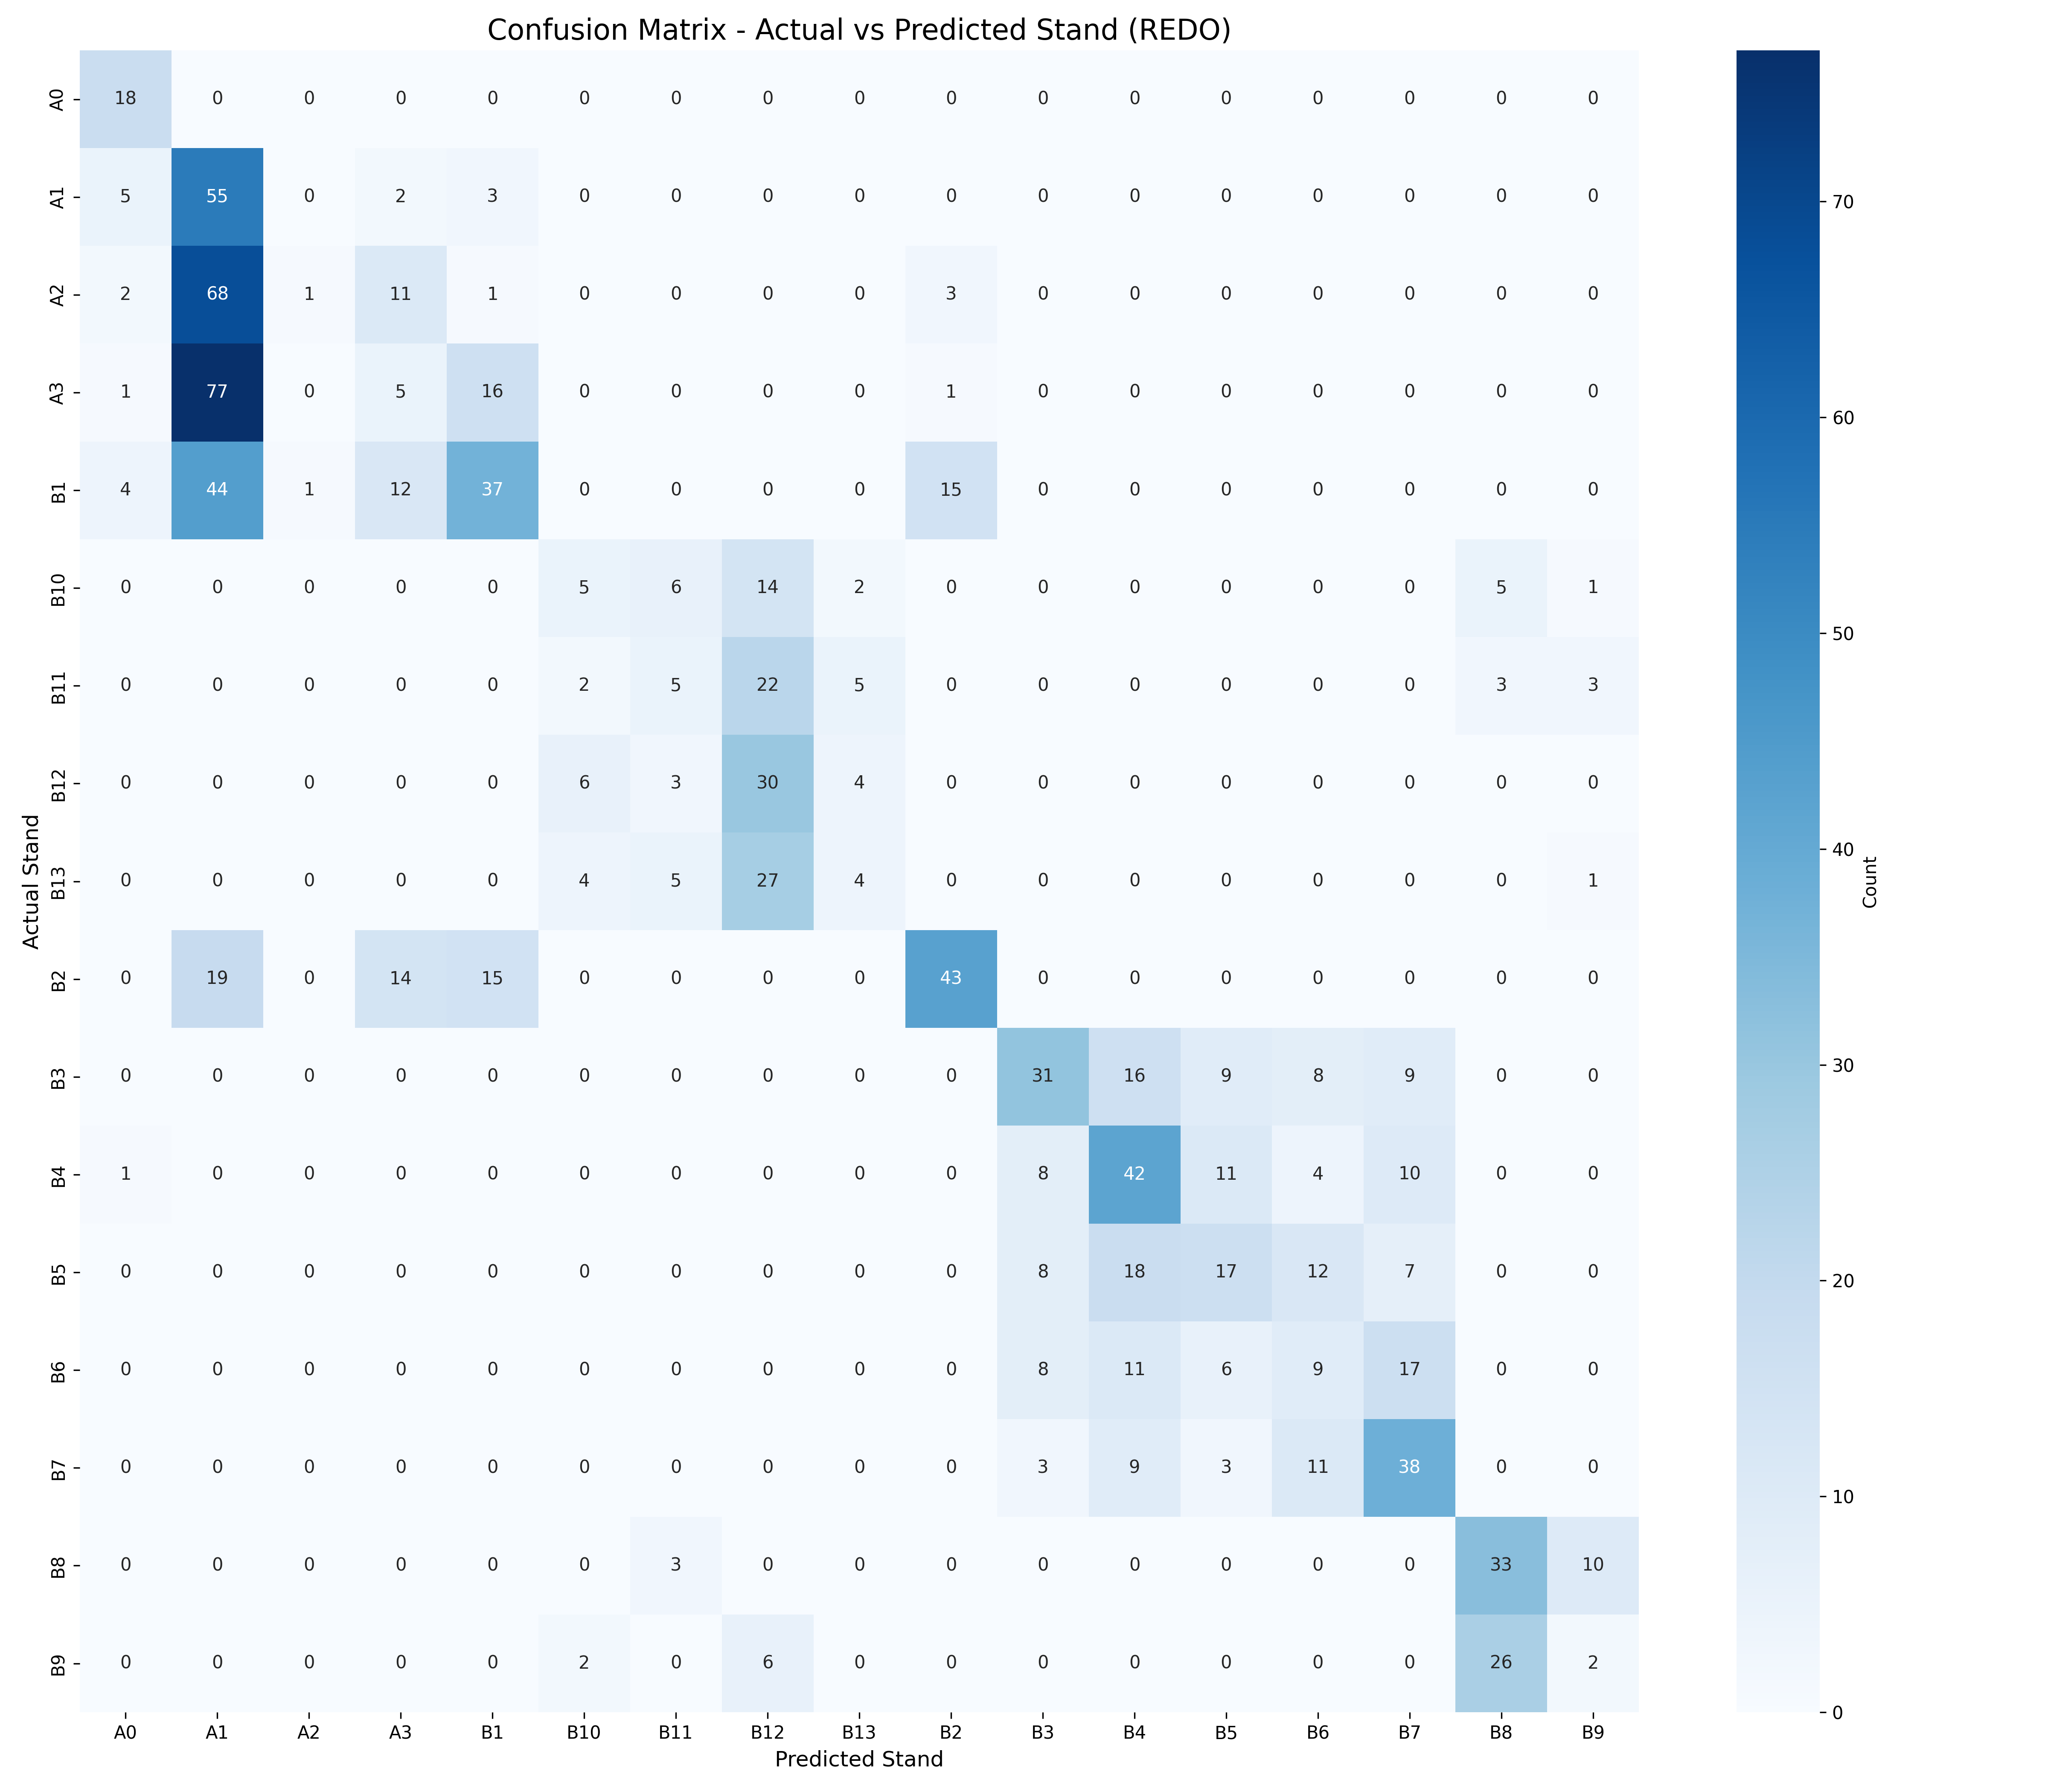 Confusion Matrix - Actual vs Predicted Stand (REDO)
A0 18 0 0 0 0 0 0 0 0 0 0 0 0 0 0 0 0
A1 5 55 0 2 3 0 0 0 0 0 0 0 0 0 0 0 0
A2 2 68 1 11 1 0 0 0 0 3 0 0 0 0 0 0 0
A3 1 77 0 5 16 0 0 0 0 1 0 0 0 0 0 0 0
B1 4 44 1 12 37 0 0 0 0 15 0 0 0 0 0 0 0
B10 0 0 0 0 0 5 6 14 2 0 0 0 0 0 0 5 1
B11 0 0 0 0 0 2 5 22 5 0 0 0 0 0 0 3 3
B12 0 0 0 0 0 6 3 30 4 0 0 0 0 0 0 0 0
B13 0 0 0 0 0 4 5 27 4 0 0 0 0 0 0 0 1
B2 0 19 0 14 15 0 0 0 0 43 0 0 0 0 0 0 0
B3 0 0 0 0 0 0 0 0 0 0 31 16 9 8 9 0 0
B4 1 0 0 0 0 0 0 0 0 0 8 42 11 4 10 0 0
B5 0 0 0 0 0 0 0 0 0 0 8 18 17 12 7 0 0
B6 0 0 0 0 0 0 0 0 0 0 8 11 6 9 17 0 0
B7 0 0 0 0 0 0 0 0 0 0 3 9 3 11 38 0 0
B8 0 0 0 0 0 0 3 0 0 0 0 0 0 0 0 33 10
B9 0 0 0 0 0 2 0 6 0 0 0 0 0 0 0 26 2
A0 A1 A2 A3 B1 B10 B11 B12 B13 B2 B3 B4 B5 B6 B7 B8 B9
Predicted Stand
Actual Stand
70
60
50
40
30
20
10
0
Count